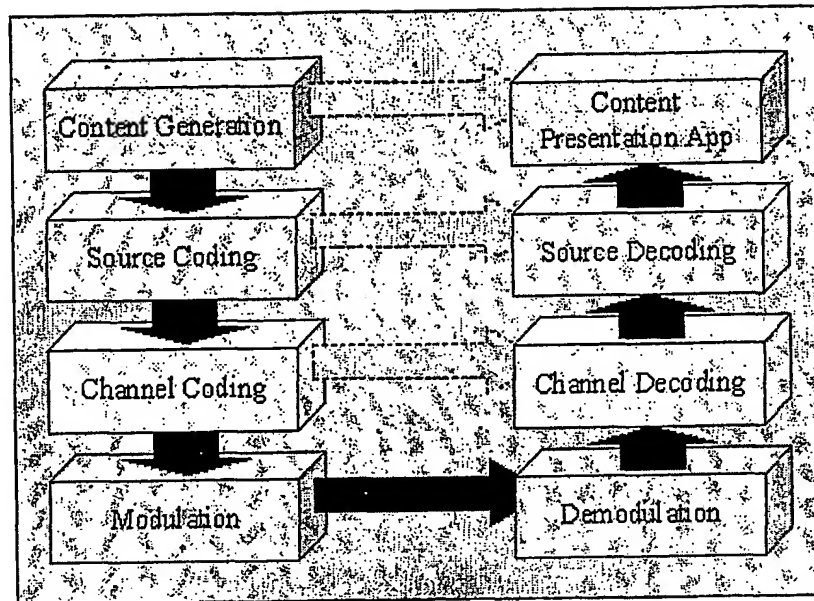 Content Generation
Source Coding
Channel Coding
Modulation
Content
Presentation App
Source Decoding
Channel Decoding
Demodulation